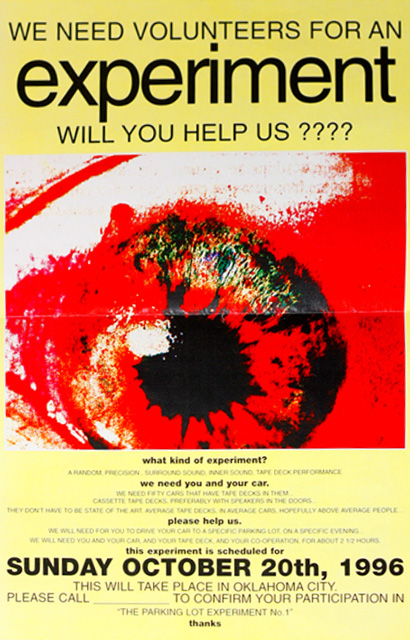 WE NEED VOLUNTEERS FOR AN
experiment
WILL YOU HELP US ????
what kind of experiment?
A RANDOM, PRECISION, SURROUND SOUND, INNER SOUND, TAPE DECK PERFORMANCE
we need you and your car.
WE NEED FIFTY CARS THAT HAVE TAPE DECKS IN THEM...
CASSETTE TAPE DECKS, PREFERABLY WITH SPEAKERS IN THE DOORS...
THEY DON'T HAVE TO BE STATE OF THE ART. AVERAGE TAPE DECKS, IN AVERAGE CARS, HOPEFULLY ABOVE AVERAGE PEOPLE...
please help us.
WE WILL NEED FOR YOU TO DRIVE YOUR CAR TO A SPECIFIC PARKING LOT, ON A SPECIFIC EVENING...
WE WILL NEED YOU AND YOUR CAR, AND YOUR TAPE DECK, AND YOUR CO-OPERATION, FOR ABOUT 2 1/2 HOURS.
this experiment is scheduled for
SUNDAY OCTOBER 20th, 1996
THIS WILL TAKE PLACE IN OKLAHOMA CITY.
PLEASE CALL __________ TO CONFIRM YOUR PARTICIPATION IN
"THE PARKING LOT EXPERIMENT No.1"
thanks